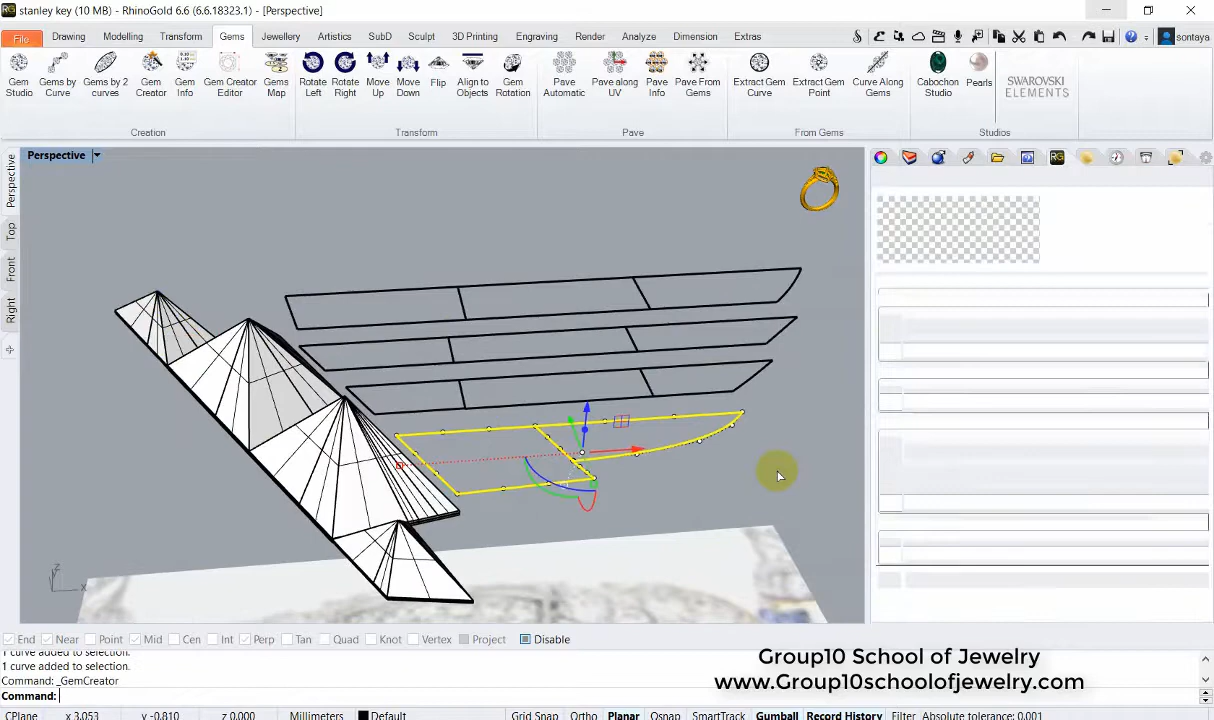 stanley key (10 MB) - RhinoGold 6.6 (6.6.18323.1) - [Perspective]
File Drawing Modelling Transform Gems Jewellery Artistics SubD Sculpt 3D Printing Engraving Render Analyze Dimension Extras
sontaya
Gem Studio
Gems by Curve
Gems by 2 curves
Gem Creator
Gem Info
Gem Creator Editor
Gems Map
Rotate Left
Rotate Right
Move Up
Move Down
Flip
Align to Objects
Gem Rotation
Pave Automatic
Pave along UV
Pave Info
Pave From Gems
Extract Gem Curve
Extract Gem Point
Curve Along Gems
Cabochon Studio
Pearls
SWAROVSKI ELEMENTS
Creation Transform Pave From Gems Studios
Perspective
Perspective
Top
Front
Right
z
x
End Near Point Mid Cen Int Perp Tan Quad Knot Vertex Project Disable
1 curve added to selection.
1 curve added to selection.
Command: _GemCreator
Command:
Group10 School of Jewelry
www.Group10schoolofjewelry.com
CPlane x 3.053 y -0.810 z 0.000 Millimeters Default Grid Snap Ortho Planar Osnap SmartTrack Gumball Record History Filter Absolute tolerance: 0.001